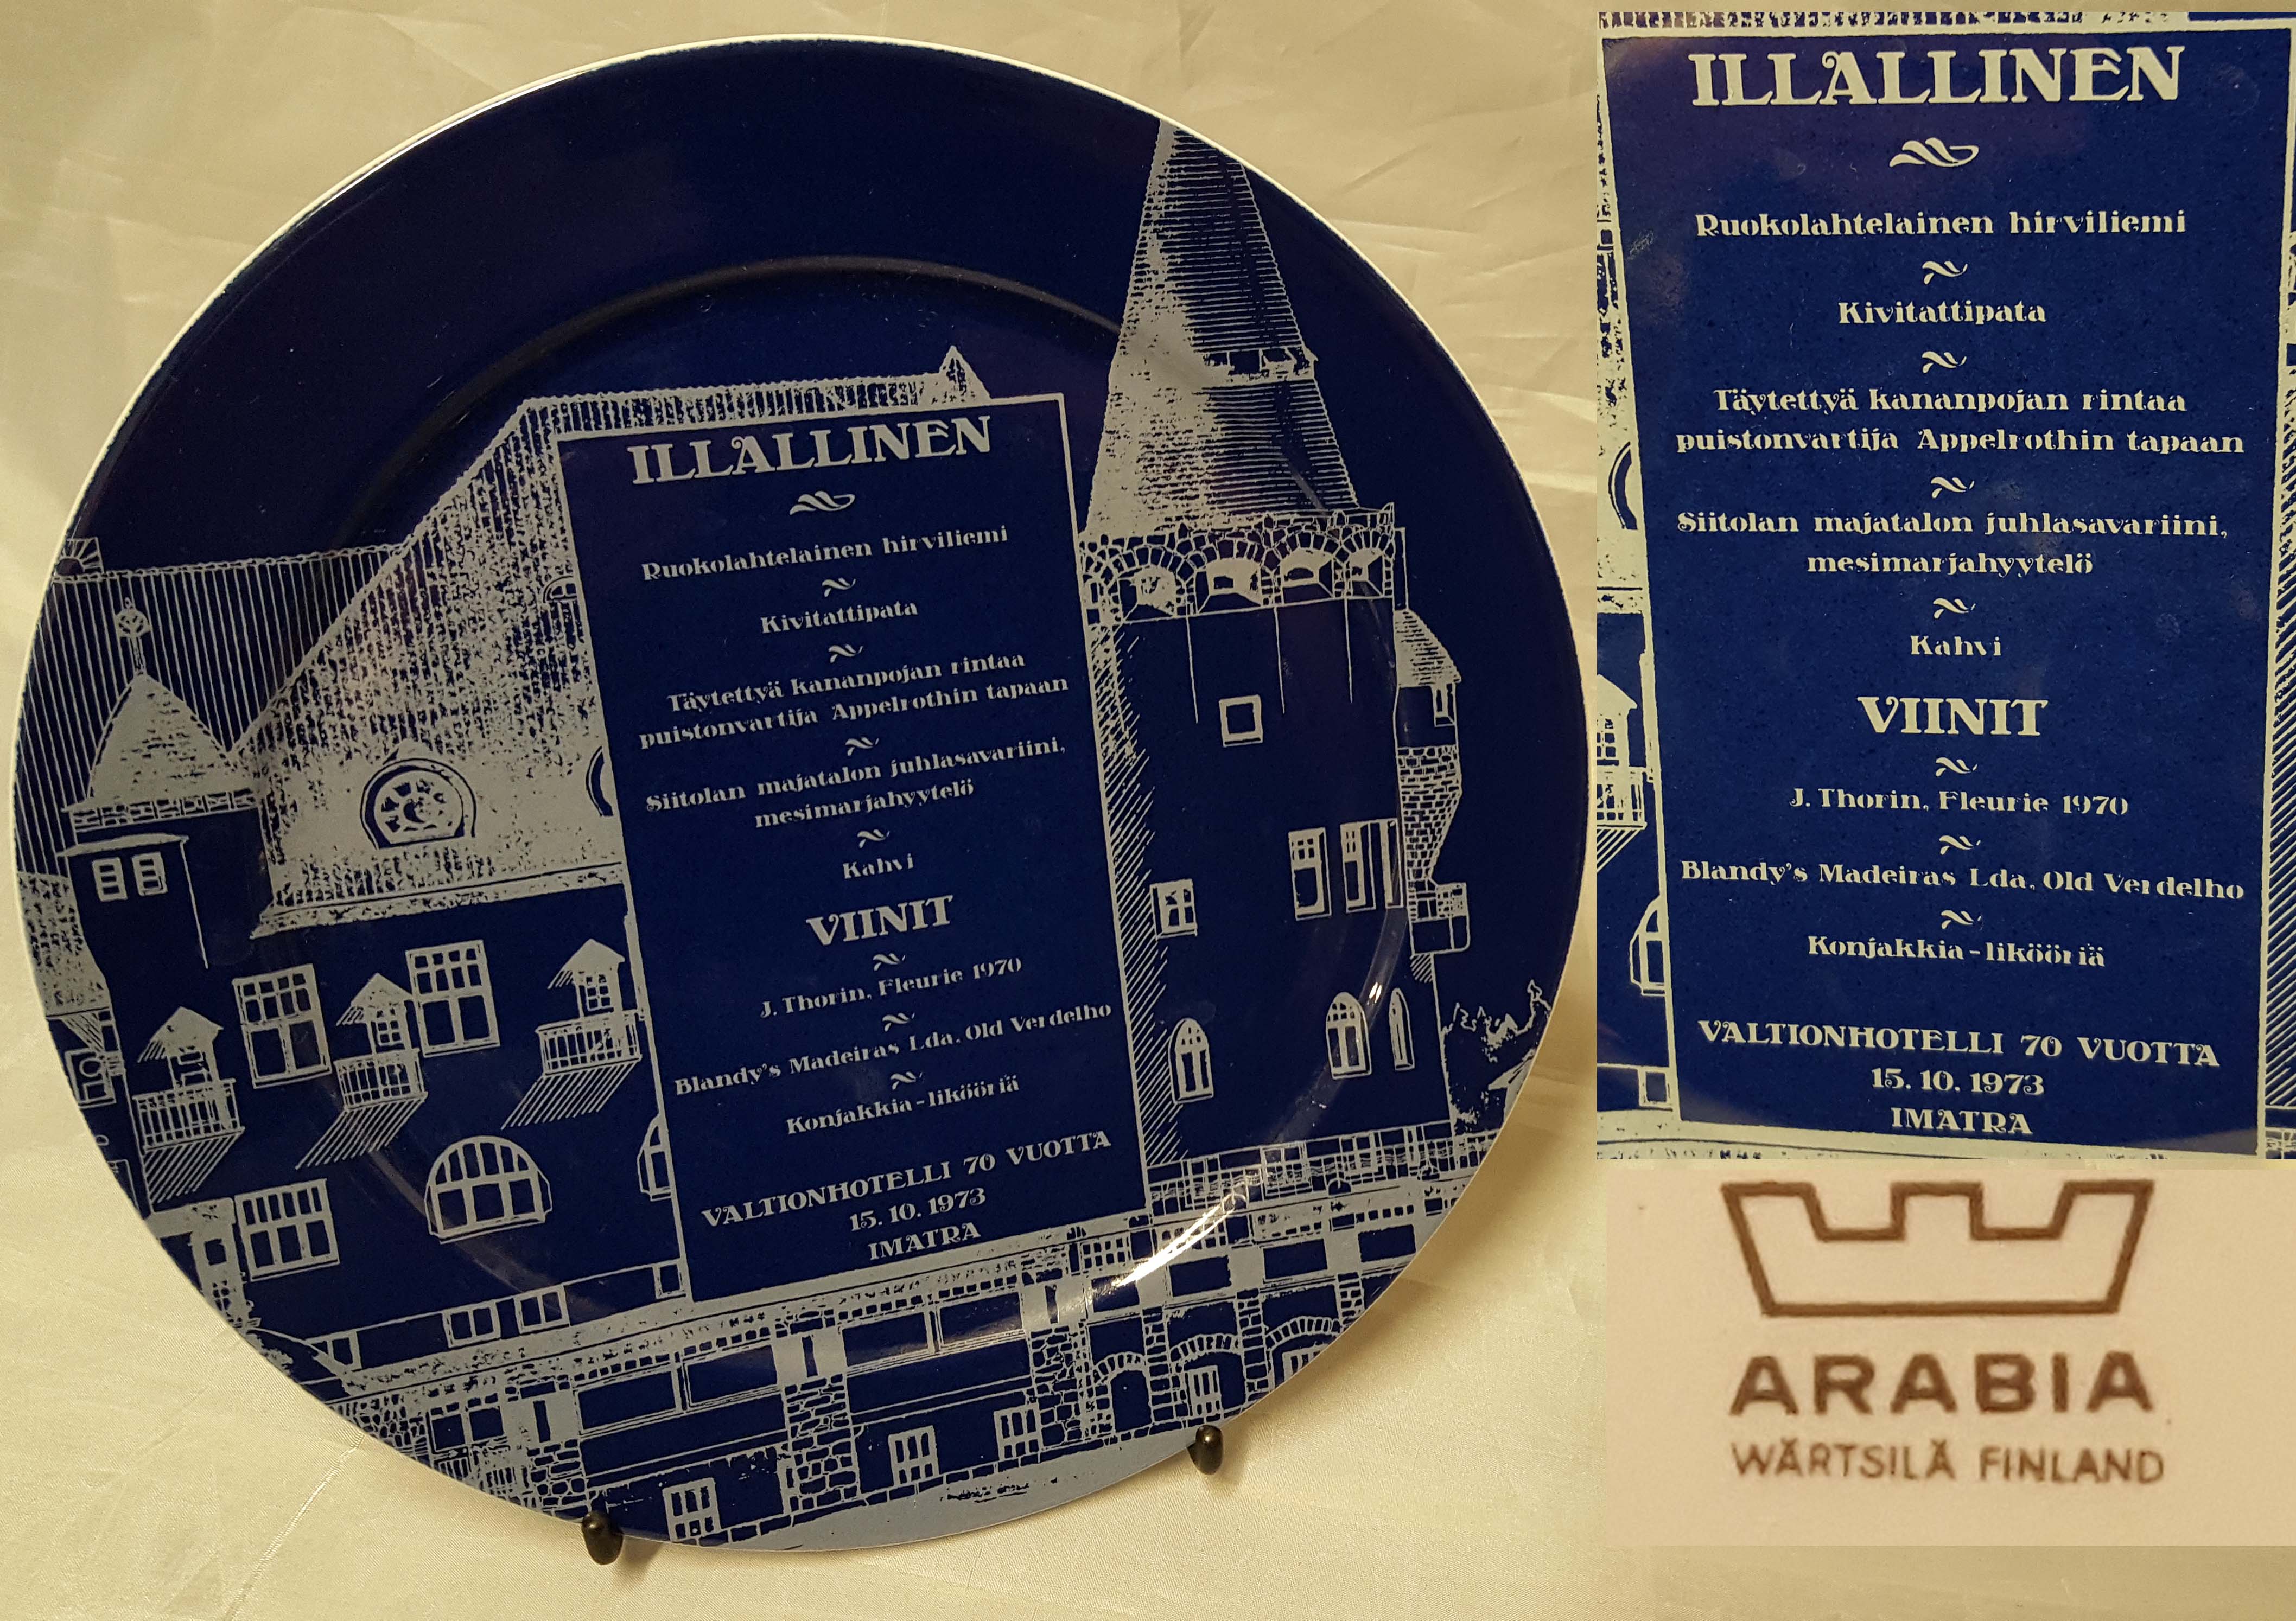 ILLALLINEN
Ruokolahtelainen hirviliemi
Kivitattipata
Täytettyä kananpojan rintaa
puistonvartija Appelrothin tapaan
Siitolan majatalon juhlasavariini,
mesimarjahyytelö
Kahvi
VIINIT
J. Thorin, Fleurie 1970
Blandy's Madeiras Lda, Old Verdelho
Konjakkia-likööriä
VALTIONHOTELLI 70 VUOTTA
15. 10. 1973
IMATRA
ILLALLINEN
Ruokolahtelainen hirviliemi
Kivitattipata
Täytettyä kananpojan rintaa
puistonvartija Appelrothin tapaan
Siitolan majatalon juhlasavariini,
mesimarjahyytelö
Kahvi
VIINIT
J. Thorin, Fleurie 1970
Blandy's Madeiras Lda, Old Verdelho
Konjakkia-likööriä
VALTIONHOTELLI 70 VUOTTA
15. 10. 1973
IMATRA
ARABIA
WÄRTSILÄ FINLAND